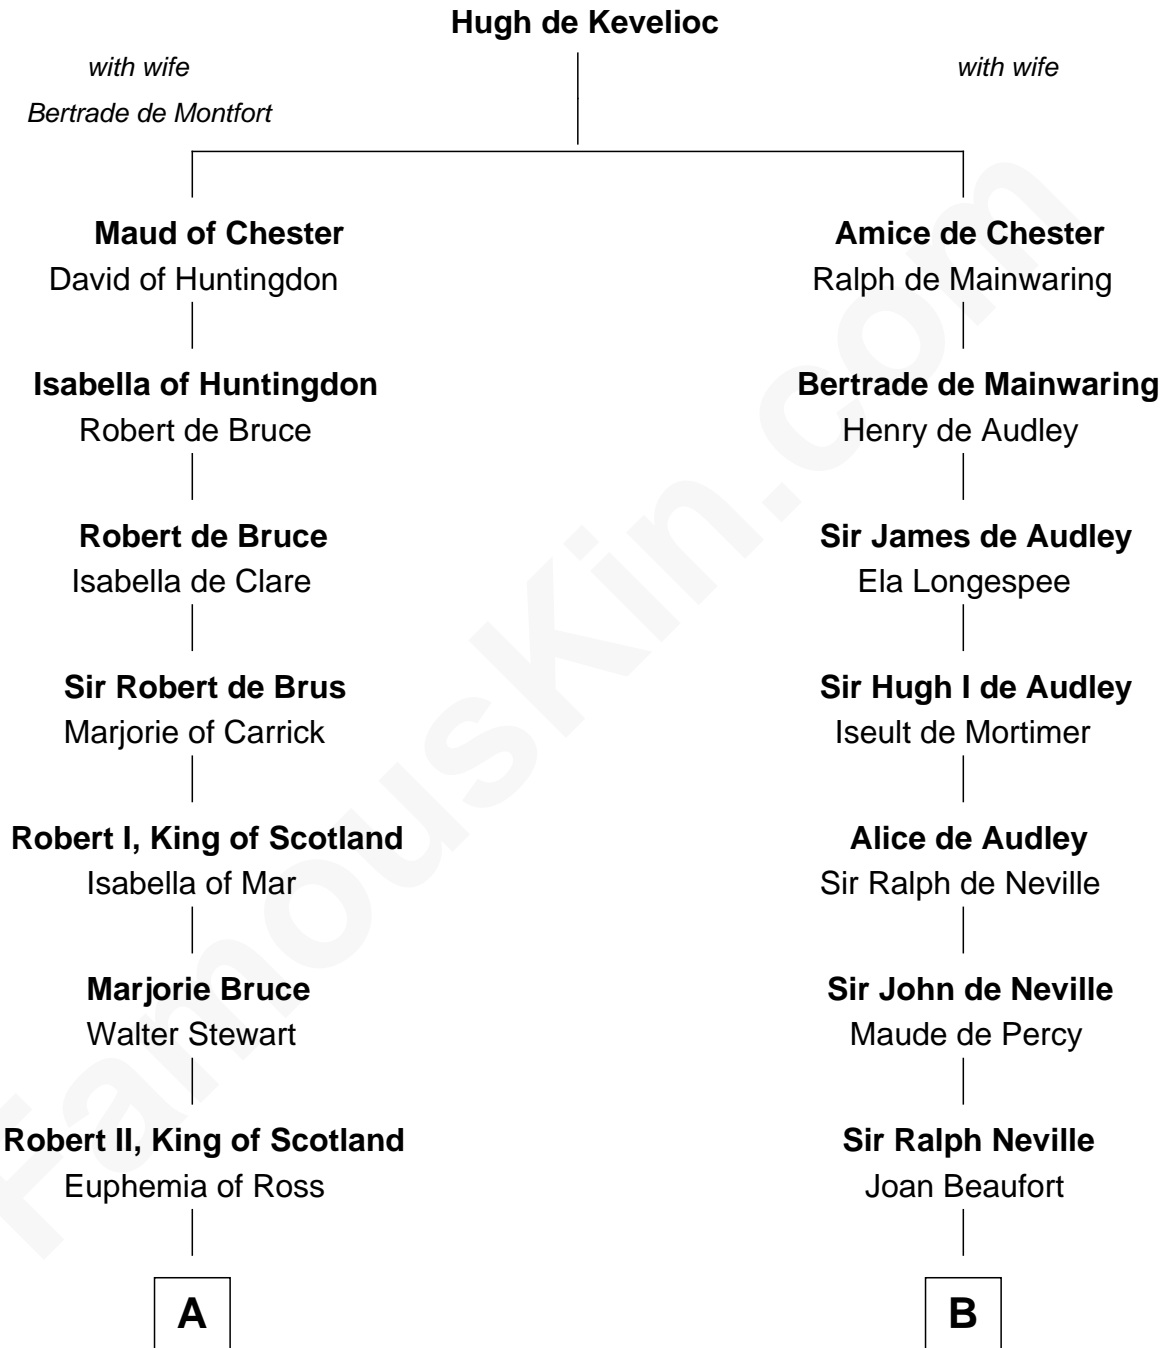 Hugh de Kevelioc
with wife
Bertrade de Montfort
with wife
Maud of Chester
David of Huntingdon
Amice de Chester
Ralph de Mainwaring
Isabella of Huntingdon
Robert de Bruce
Bertrade de Mainwaring
Henry de Audley
Robert de Bruce
Isabella de Clare
Sir James de Audley
Ela Longespee
Sir Robert de Brus
Marjorie of Carrick
Sir Hugh I de Audley
Iseult de Mortimer
Robert I, King of Scotland
Isabella of Mar
Alice de Audley
Sir Ralph de Neville
Marjorie Bruce
Walter Stewart
Sir John de Neville
Maude de Percy
Robert II, King of Scotland
Euphemia of Ross
Sir Ralph Neville
Joan Beaufort
A
B
FamousKin.com